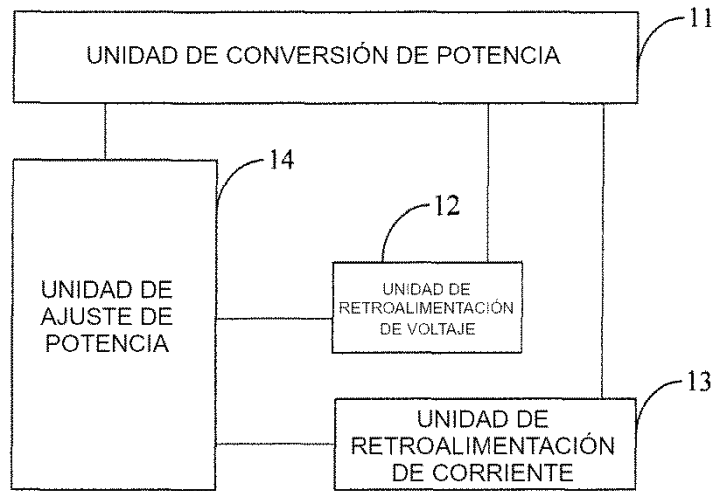 11
UNIDAD DE CONVERSIÓN DE POTENCIA
14
12
UNIDAD DE
RETROALIMENTACIÓN
DE VOLTAJE
UNIDAD DE
AJUSTE DE
POTENCIA
13
UNIDAD DE
RETROALIMENTACIÓN
DE CORRIENTE